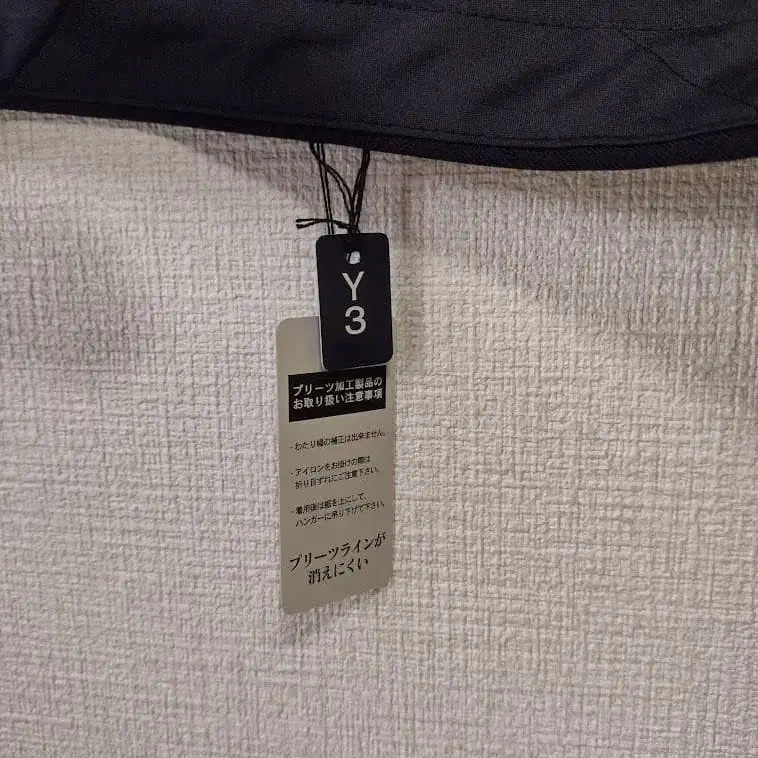 Y
3
プリーツ加工製品の
お取り扱い注意事項
・わたり幅の補正は出来ません。
・アイロンをお掛けの際は
折り目ずれにご注意下さい。
・着用後は裾を上にして、
ハンガーに吊り下げて下さい。
プリーツラインが
消えにくい